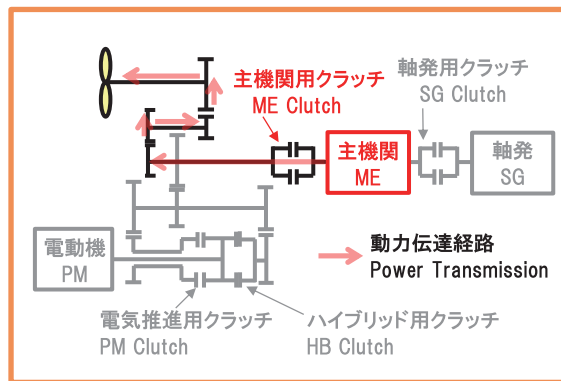 主機関用クラッチ
ME Clutch
軸発用クラッチ
SG Clutch
主機関
ME
軸発
SG
電動機
PM
動力伝達経路
Power Transmission
電気推進用クラッチ
PM Clutch
ハイブリッド用クラッチ
HB Clutch